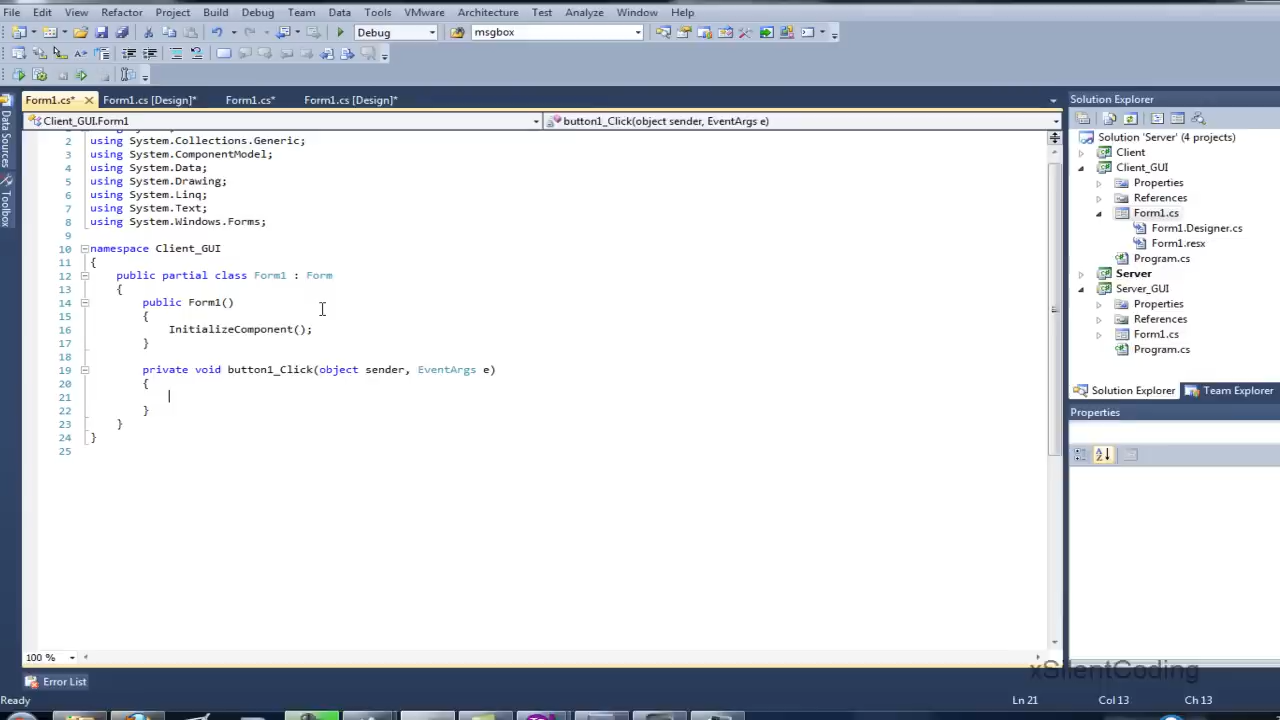 File Edit View Refactor Project Build Debug Team Data Tools VMware Architecture Test Analyze Window Help
Debug msgbox
Form1.cs* Form1.cs [Design]* Form1.cs* Form1.cs [Design]*
Client_GUI.Form1 button1_Click(object sender, EventArgs e)
2 using System.Collections.Generic;
3 using System.ComponentModel;
4 using System.Data;
5 using System.Drawing;
6 using System.Linq;
7 using System.Text;
8 using System.Windows.Forms;
9
10 namespace Client_GUI
11 {
12 public partial class Form1 : Form
13 {
14 public Form1()
15 {
16 InitializeComponent();
17 }
18
19 private void button1_Click(object sender, EventArgs e)
20 {
21
22 }
23 }
24 }
25
100 %
Error List
Ready Ln 21 Col 13 Ch 13
Data Sources
Toolbox
Solution Explorer
Solution 'Server' (4 projects)
Client
Client_GUI
Properties
References
Form1.cs
Form1.Designer.cs
Form1.resx
Program.cs
Server
Server_GUI
Properties
References
Form1.cs
Program.cs
Solution Explorer Team Explorer
Properties
xSilentCoding